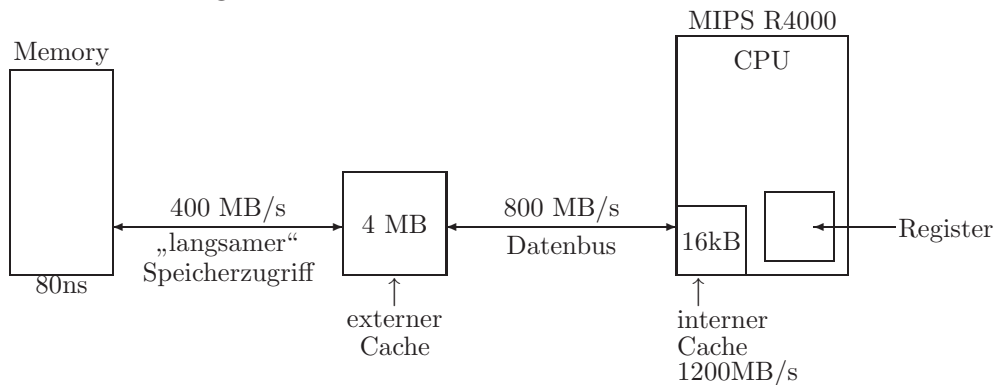 MIPS R4000
Memory
CPU
400 MB/s
„langsamer“
Speicherzugriff
80ns
4 MB
externer
Cache
800 MB/s
Datenbus
16kB
interner
Cache
1200MB/s
Register